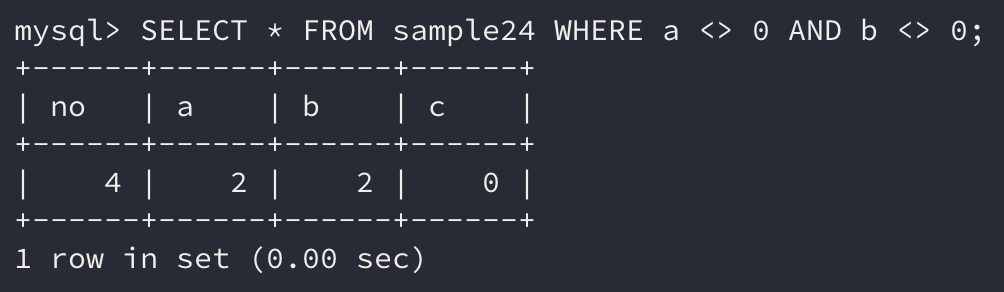 mysql> SELECT * FROM sample24 WHERE a <> 0 AND b <> 0;
+------+------+------+------+
| no   | a    | b    | c    |
+------+------+------+------+
|    4 |    2 |    2 |    0 |
+------+------+------+------+
1 row in set (0.00 sec)